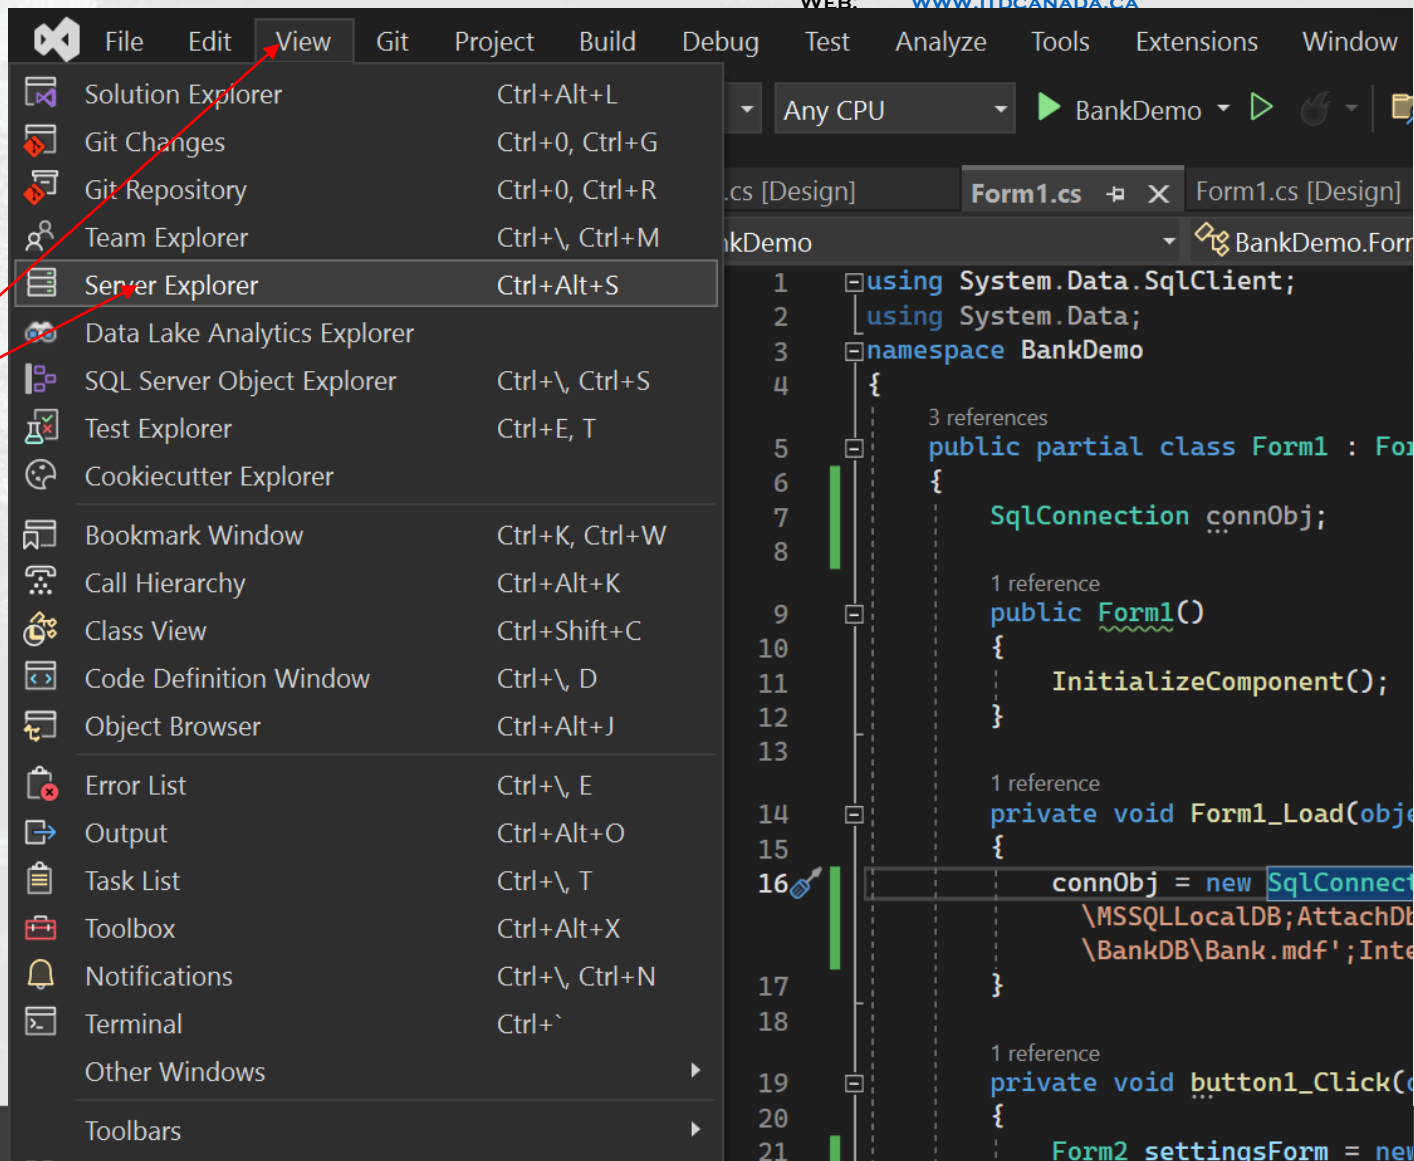 WEB: WWW.JTDCANADA.CA
File Edit View Git Project Build Debug Test Analyze Tools Extensions Window
Solution Explorer Ctrl+Alt+L
Git Changes Ctrl+0, Ctrl+G
Git Repository Ctrl+0, Ctrl+R
Team Explorer Ctrl+\, Ctrl+M
Server Explorer Ctrl+Alt+S
Data Lake Analytics Explorer
SQL Server Object Explorer Ctrl+\, Ctrl+S
Test Explorer Ctrl+E, T
Cookiecutter Explorer
Bookmark Window Ctrl+K, Ctrl+W
Call Hierarchy Ctrl+Alt+K
Class View Ctrl+Shift+C
Code Definition Window Ctrl+\, D
Object Browser Ctrl+Alt+J
Error List Ctrl+\, E
Output Ctrl+Alt+O
Task List Ctrl+\, T
Toolbox Ctrl+Alt+X
Notifications Ctrl+\, Ctrl+N
Terminal Ctrl+`
Other Windows
Toolbars
Any CPU BankDemo
.cs [Design] Form1.cs Form1.cs [Design]
nkDemo BankDemo.Form
1 using System.Data.SqlClient;
2 using System.Data;
3 namespace BankDemo
4 {
3 references
5 public partial class Form1 : For
6 {
7 SqlConnection connObj;
8
1 reference
9 public Form1()
10 {
11 InitializeComponent();
12 }
13
1 reference
14 private void Form1_Load(obje
15 {
16 connObj = new SqlConnect
\MSSQLLocalDB;AttachDb
\BankDB\Bank.mdf';Inte
17 }
18
1 reference
19 private void button1_Click(o
20 {
21 Form2 settingsForm = new